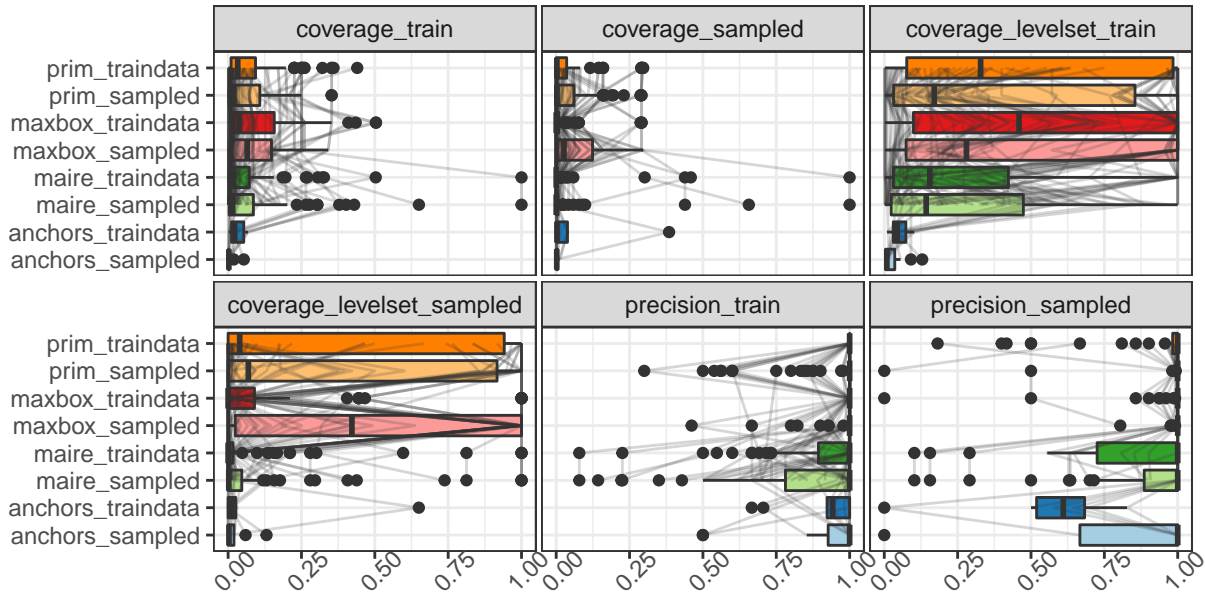 coverage_train coverage_sampled coverage_levelset_train
prim_traindata
prim_sampled
maxbox_traindata
maxbox_sampled
maire_traindata
maire_sampled
anchors_traindata
anchors_sampled
coverage_levelset_sampled precision_train precision_sampled
prim_traindata
prim_sampled
maxbox_traindata
maxbox_sampled
maire_traindata
maire_sampled
anchors_traindata
anchors_sampled
0.00 0.25 0.50 0.75 1.00 0.00 0.25 0.50 0.75 1.00 0.00 0.25 0.50 0.75 1.00